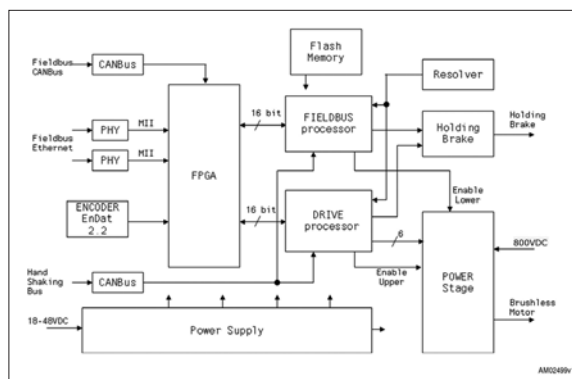 Flash
Memory
Fieldbus
CANBus
CANBus
Resolver
16 bit
FIELDBUS
processor
Holding
Brake
Holding
Brake
MII
PHY
Fieldbus
Ethernet
MII
PHY
FPGA
Enable
Lower
ENCODER
EnDat
2.2
16 bit
DRIVE
processor
6
800VDC
POWER
Stage
Enable
Upper
Hand
Shaking
Bus
CANBus
Brushless
Motor
18-48VDC
Power Supply
AM02499v